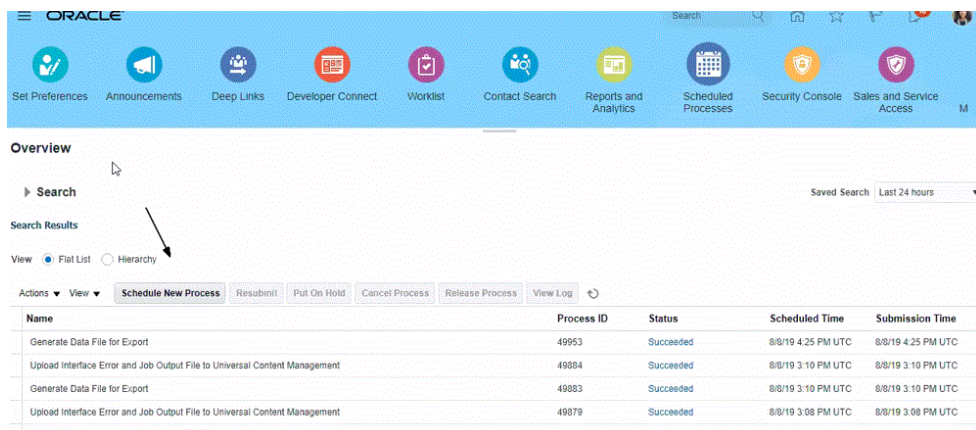 ORACLE
Search
Set Preferences Announcements Deep Links Developer Connect Worklist Contact Search Reports and Analytics Scheduled Processes Security Console Sales and Service Access M
Overview
Search
Saved Search Last 24 hours
Search Results
View Flat List Hierarchy
Actions View Schedule New Process Resubmit Put On Hold Cancel Process Release Process View Log
Name Process ID Status Scheduled Time Submission Time
Generate Data File for Export 49953 Succeeded 8/8/19 4:25 PM UTC 8/8/19 4:25 PM UTC
Upload Interface Error and Job Output File to Universal Content Management 49884 Succeeded 8/8/19 3:10 PM UTC 8/8/19 3:10 PM UTC
Generate Data File for Export 49883 Succeeded 8/8/19 3:10 PM UTC 8/8/19 3:10 PM UTC
Upload Interface Error and Job Output File to Universal Content Management 49879 Succeeded 8/8/19 3:08 PM UTC 8/8/19 3:08 PM UTC